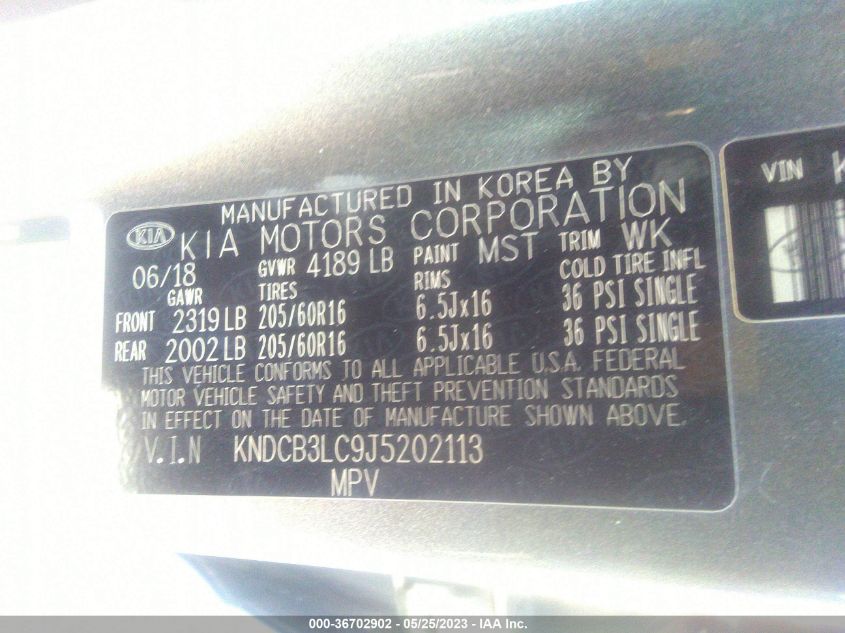 MANUFACTURED IN KOREA BY
KIA KIA MOTORS CORPORATION
06/18 GVWR 4189 LB PAINT MST TRIM WK
GAWR TIRES RIMS COLD TIRE INFL
FRONT 2319 LB 205/60R16 6.5Jx16 36 PSI SINGLE
REAR 2002 LB 205/60R16 6.5Jx16 36 PSI SINGLE
THIS VEHICLE CONFORMS TO ALL APPLICABLE U.S.A. FEDERAL
MOTOR VEHICLE SAFETY AND THEFT PREVENTION STANDARDS
IN EFFECT ON THE DATE OF MANUFACTURE SHOWN ABOVE.
V.I.N KNDCB3LC9J5202113
MPV
VIN K
000-36702902 - 05/25/2023 - IAA Inc.